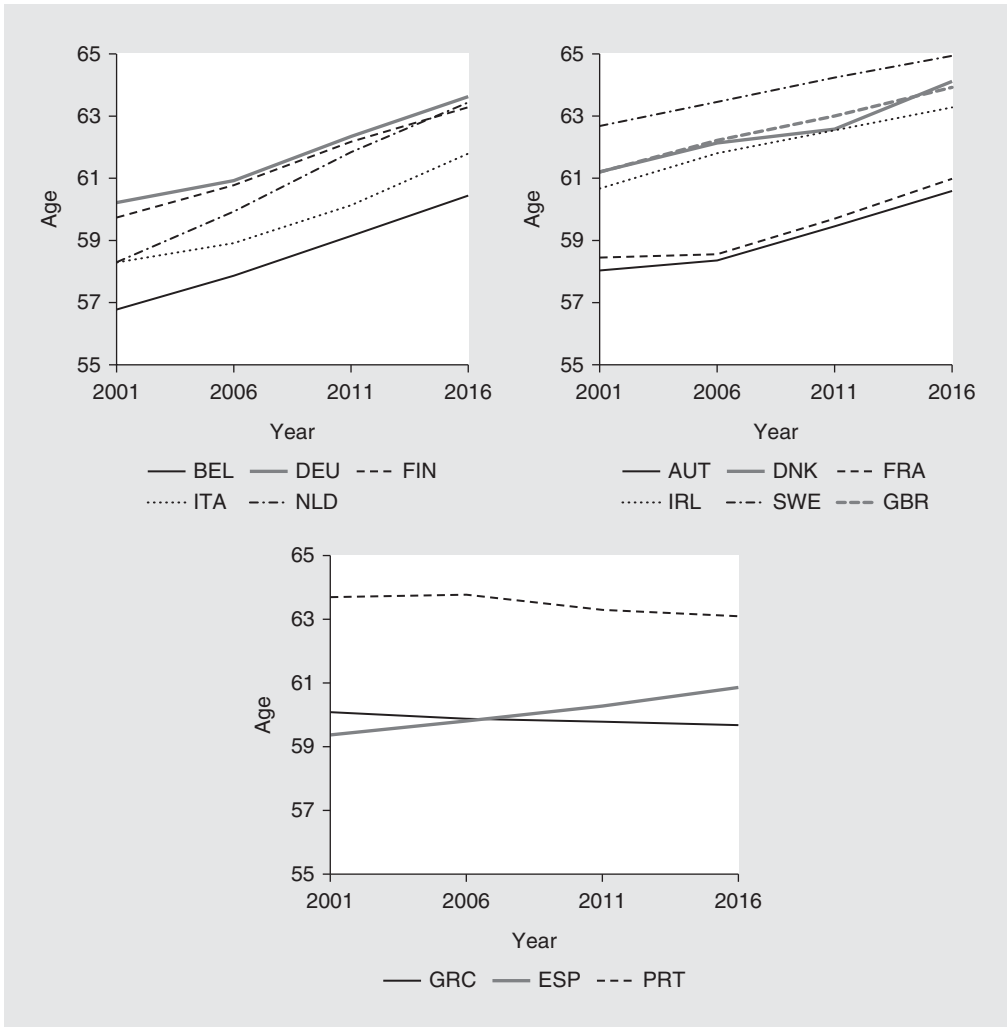 65
63
61
59
57
55
Age
2001 2006 2011 2016
Year
BEL DEU FIN
ITA NLD
65
63
61
59
57
55
Age
2001 2006 2011 2016
Year
AUT DNK FRA
IRL SWE GBR
65
63
61
59
57
55
Age
2001 2006 2011 2016
Year
GRC ESP PRT